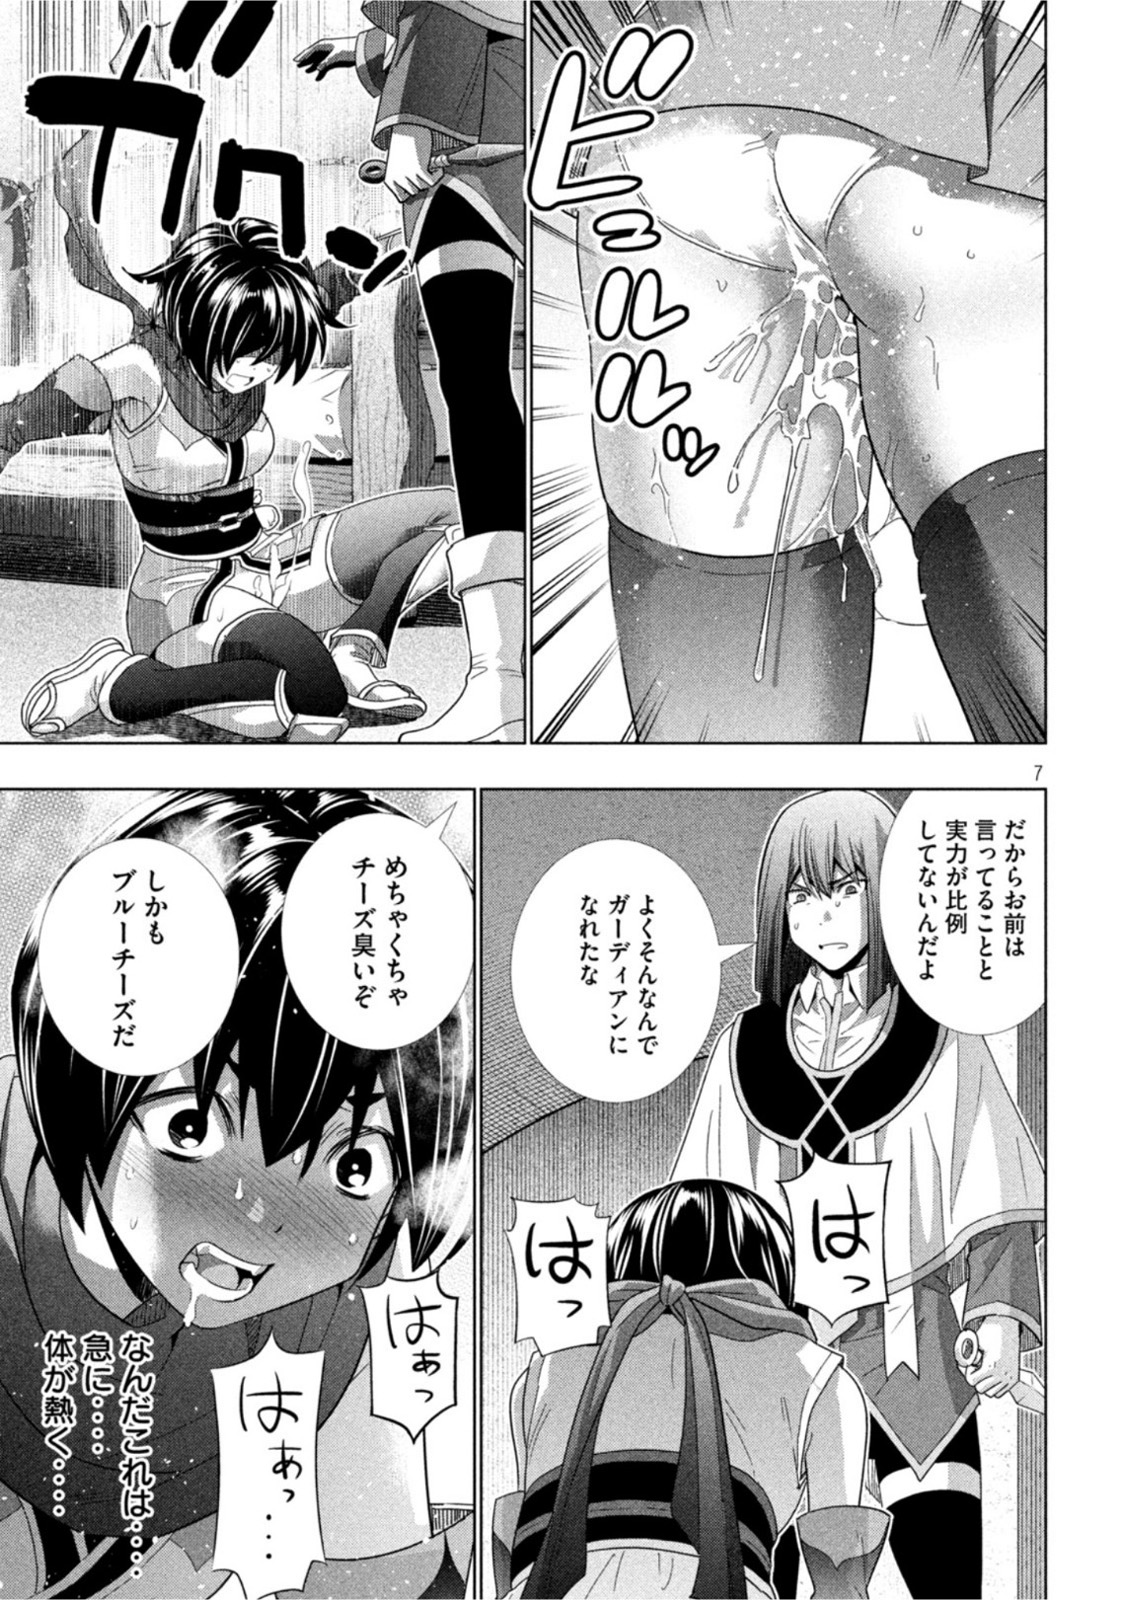 ビュルルルルッ
ガクン
7
だからお前は
言ってることと
実力が比例
してないんだよ
よくそんなんで
ガーディアンに
なれたな
はっ
はっ
めちゃくちゃ
チーズ臭いぞ
しかも
ブルーチーズだ
はぁっ
はぁっ…
なんだこれは……
急に……
体が熱く……